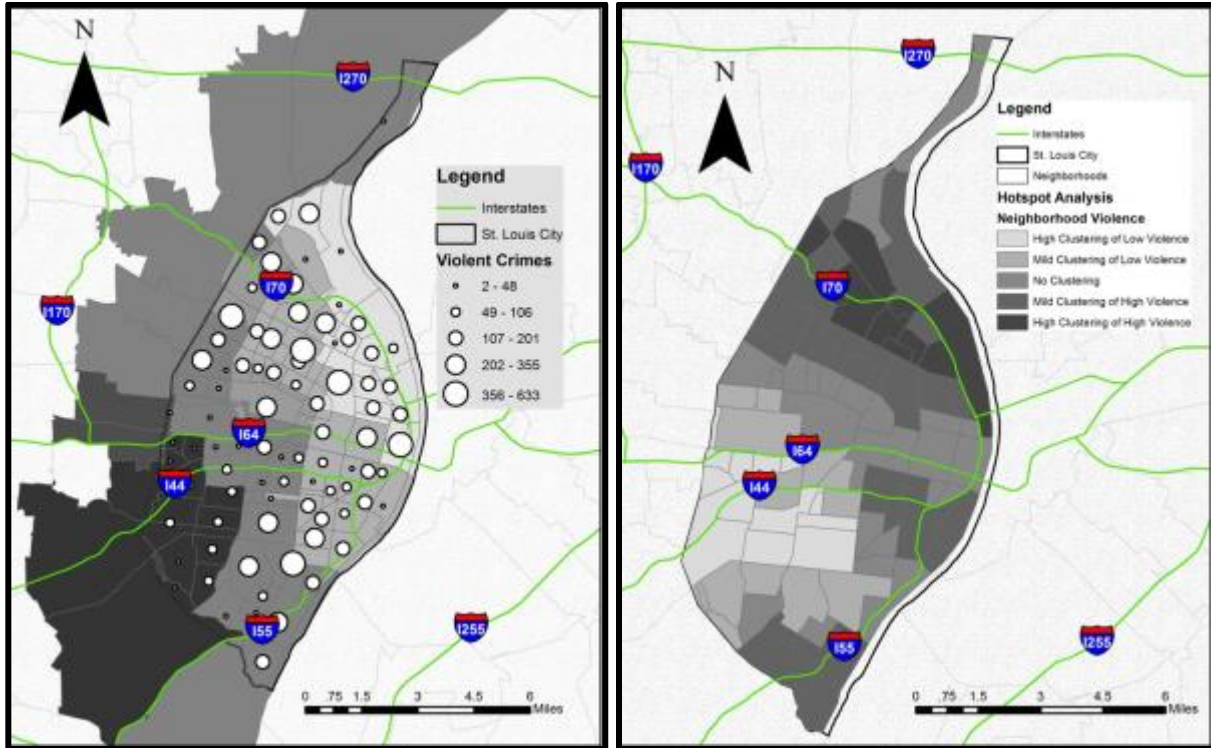 N
I270
I170
Legend
Interstates
St. Louis City
Violent Crimes
2 - 48
49 - 106
107 - 201
202 - 355
356 - 633
I70
I64
I44
I55
I255
0 .75 1.5 3 4.5 6
Miles
N
I270
I170
Legend
Interstates
St. Louis City
Neighborhoods
Hotspot Analysis
Neighborhood Violence
High Clustering of Low Violence
Mild Clustering of Low Violence
No Clustering
Mild Clustering of High Violence
High Clustering of High Violence
I70
I64
I44
I55
I255
0 .75 1.5 3 4.5 6
Miles